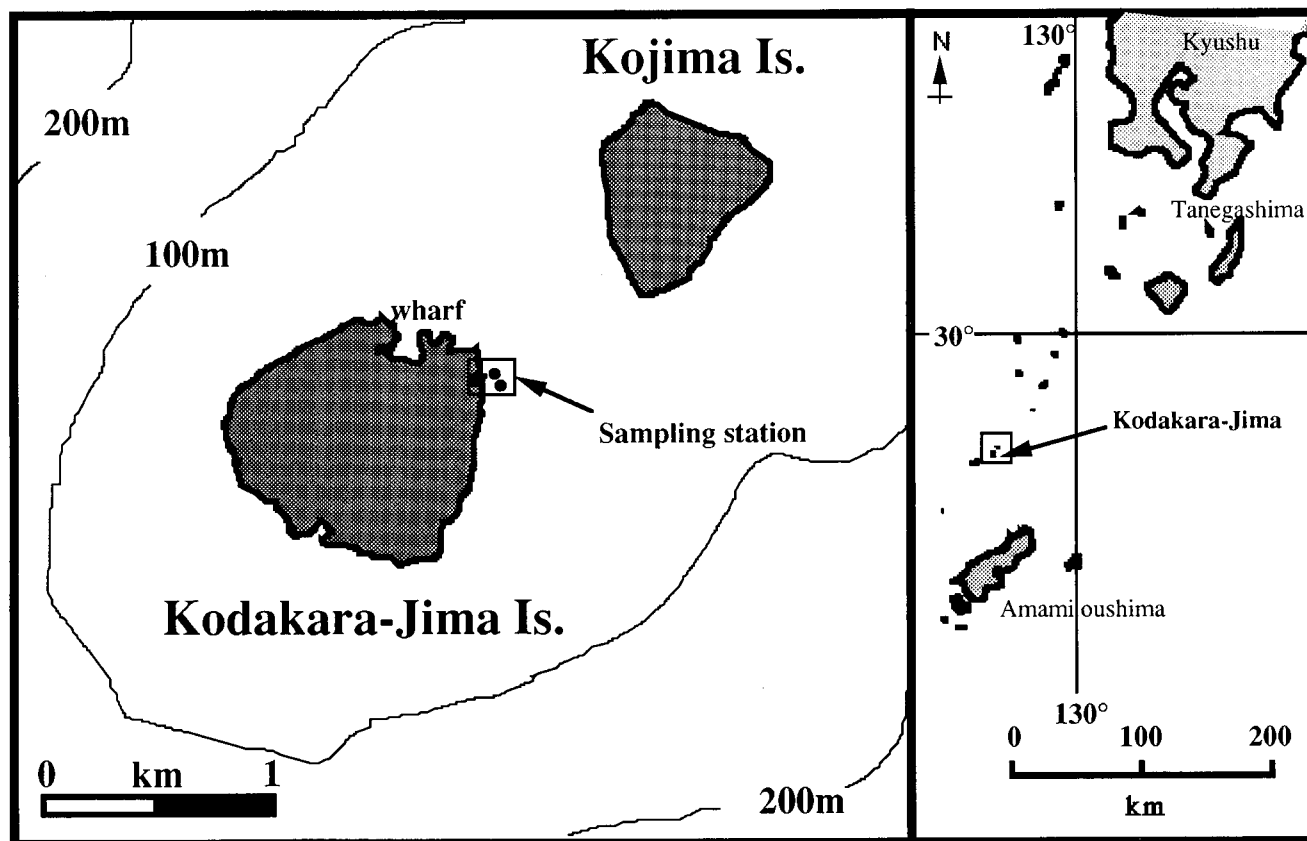 Kojima Is.
200m
100m
wharf
Sampling station
Kodakara-Jima Is.
0 km 1
200m
N
130°
Kyushu
Tanegashima
30°
Kodakara-Jima
Amami oushima
130°
0 100 200
km